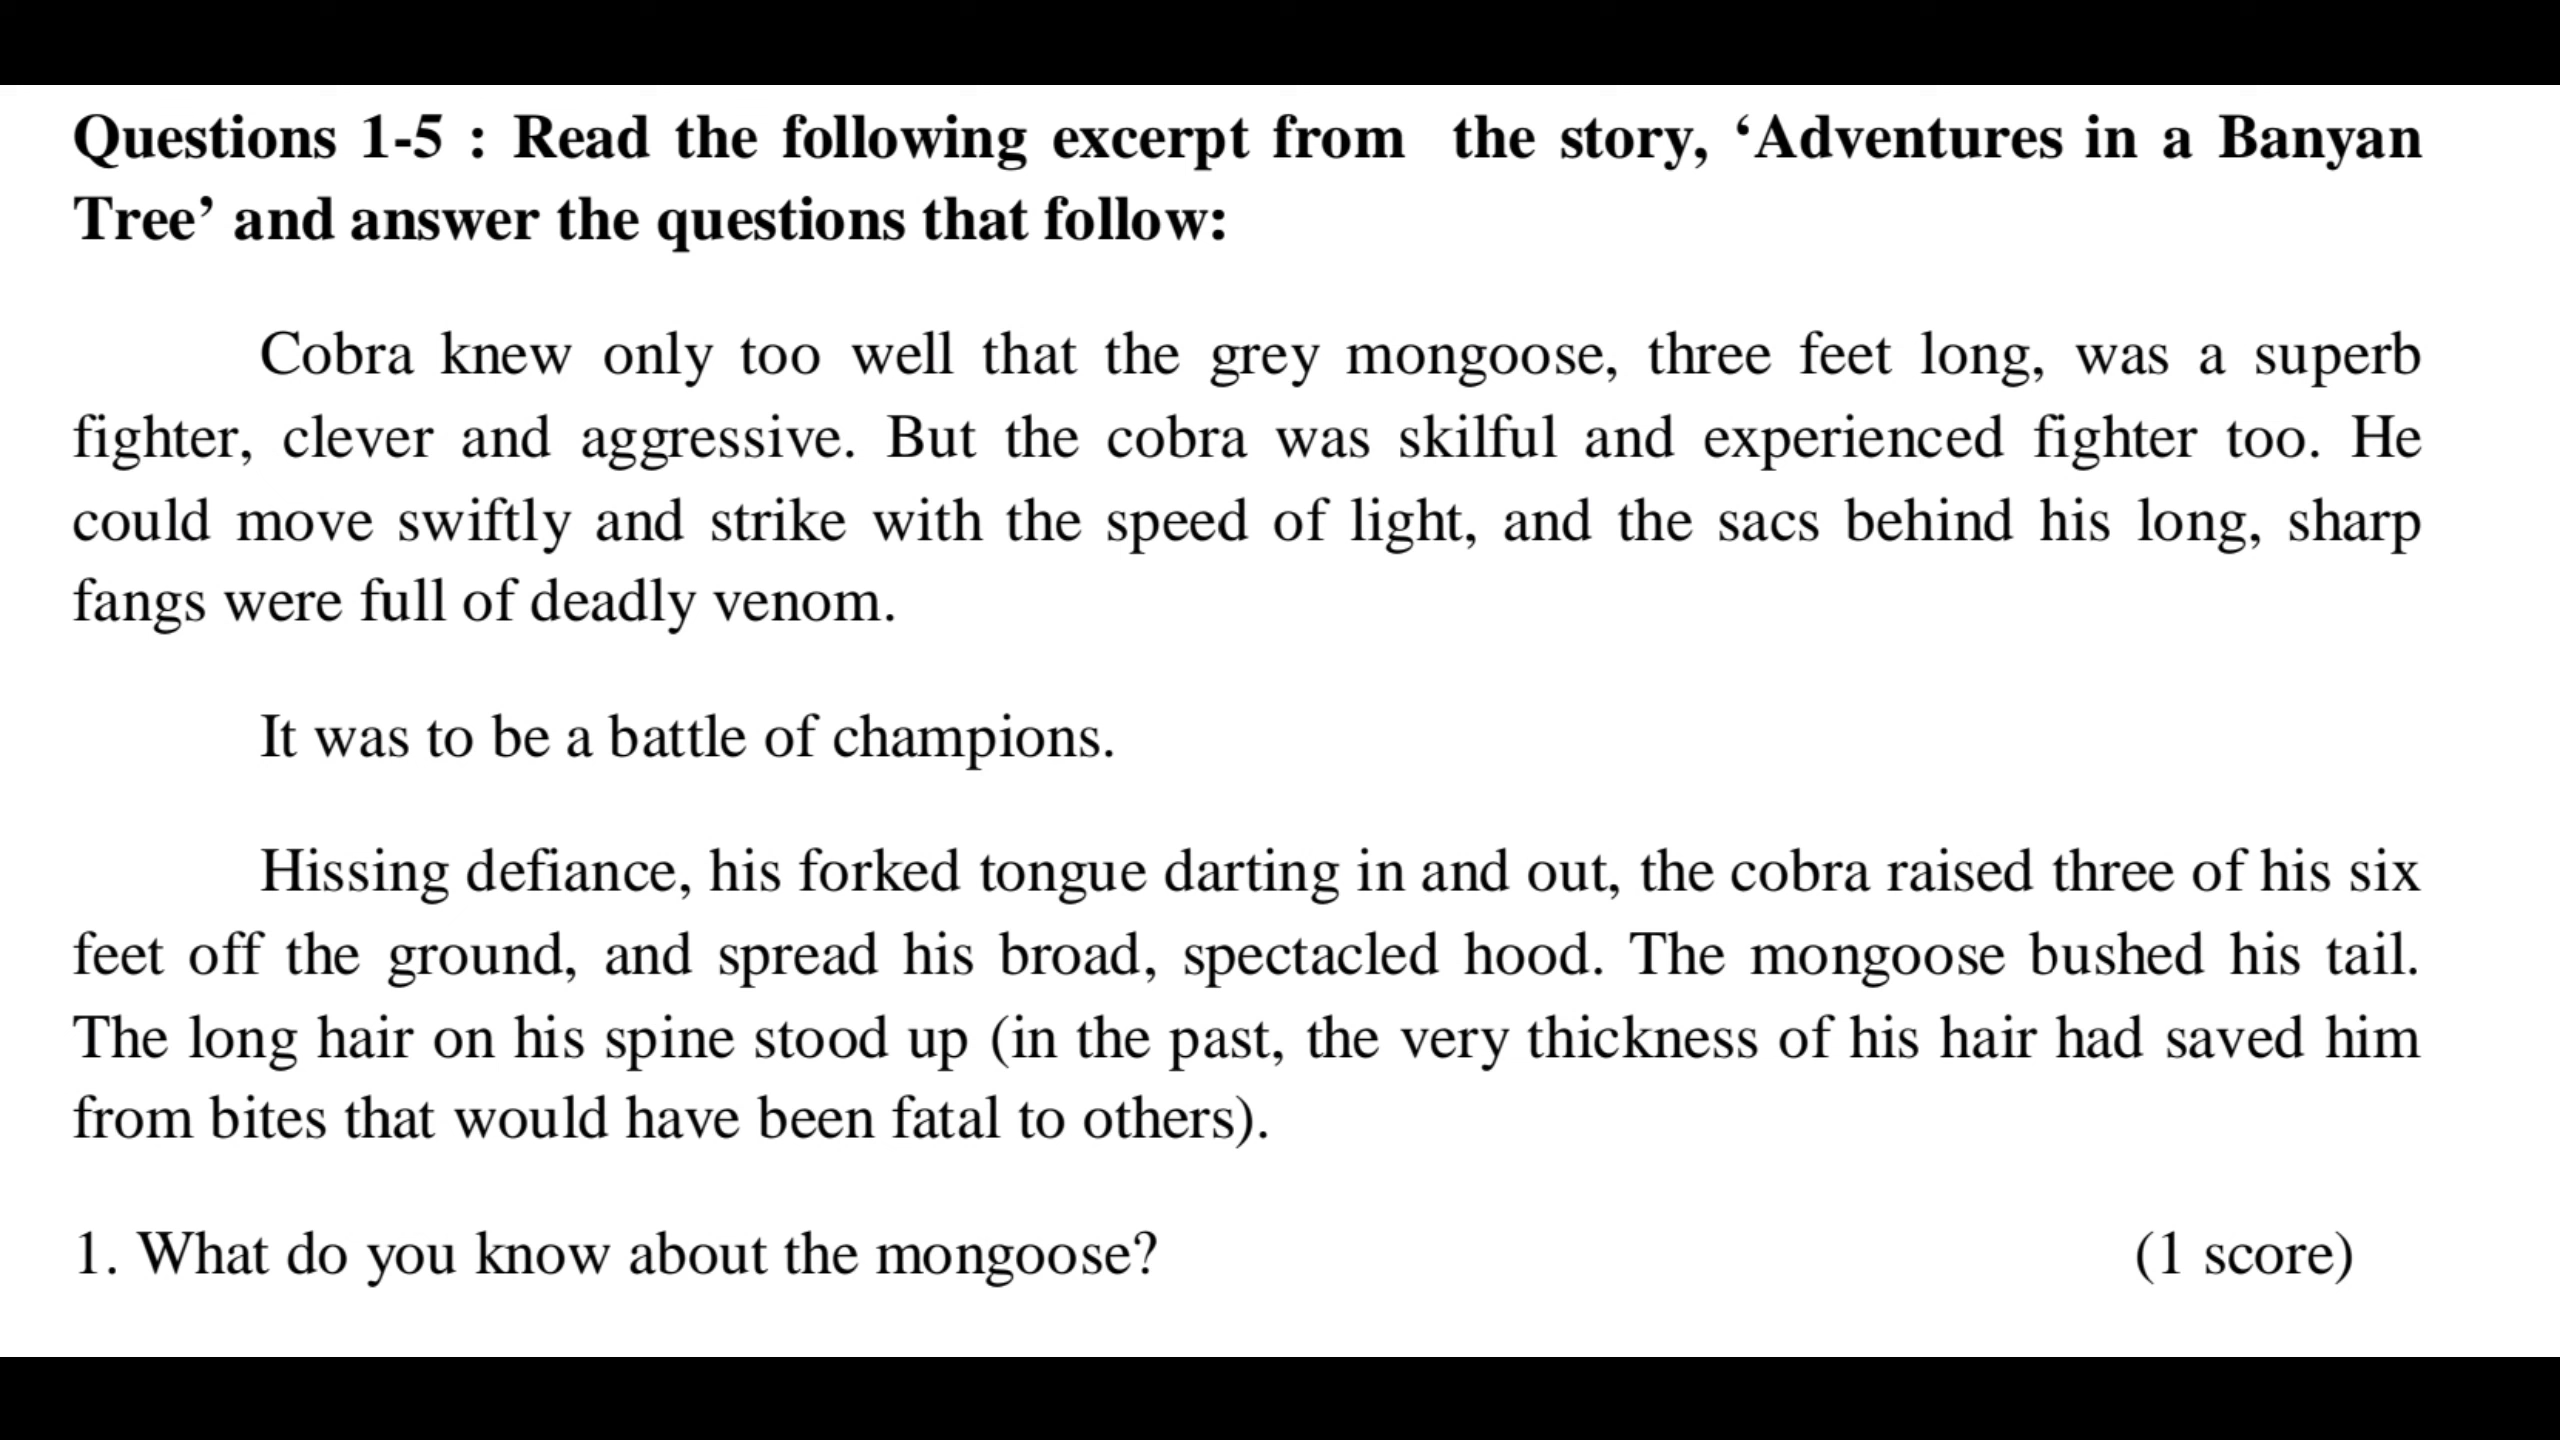 Questions 1-5 : Read the following excerpt from the story, ‘Adventures in a Banyan
Tree’ and answer the questions that follow:
Cobra knew only too well that the grey mongoose, three feet long, was a superb
fighter, clever and aggressive. But the cobra was skilful and experienced fighter too. He
could move swiftly and strike with the speed of light, and the sacs behind his long, sharp
fangs were full of deadly venom.
It was to be a battle of champions.
Hissing defiance, his forked tongue darting in and out, the cobra raised three of his six
feet off the ground, and spread his broad, spectacled hood. The mongoose bushed his tail.
The long hair on his spine stood up (in the past, the very thickness of his hair had saved him
from bites that would have been fatal to others).
1. What do you know about the mongoose? (1 score)